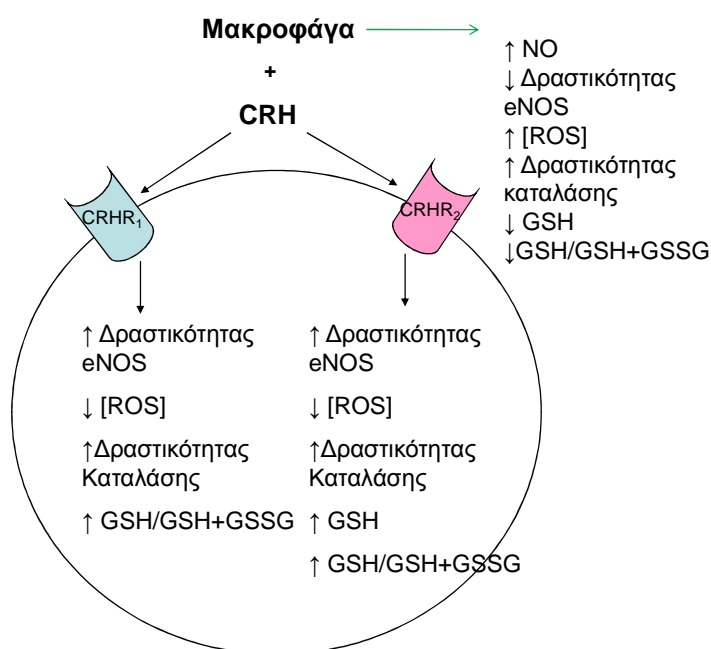 Μακροφάγα
+
CRH
↑ NO
↓ Δραστικότητας
eNOS
↑ [ROS]
↑ Δραστικότητας
καταλάσης
↓ GSH
↓GSH/GSH+GSSG
CRHR₁
CRHR₂
↑ Δραστικότητας
eNOS
↓ [ROS]
↑Δραστικότητας
Καταλάσης
↑ GSH/GSH+GSSG
↑ Δραστικότητας
eNOS
↓ [ROS]
↑Δραστικότητας
Καταλάσης
↑ GSH
↑ GSH/GSH+GSSG